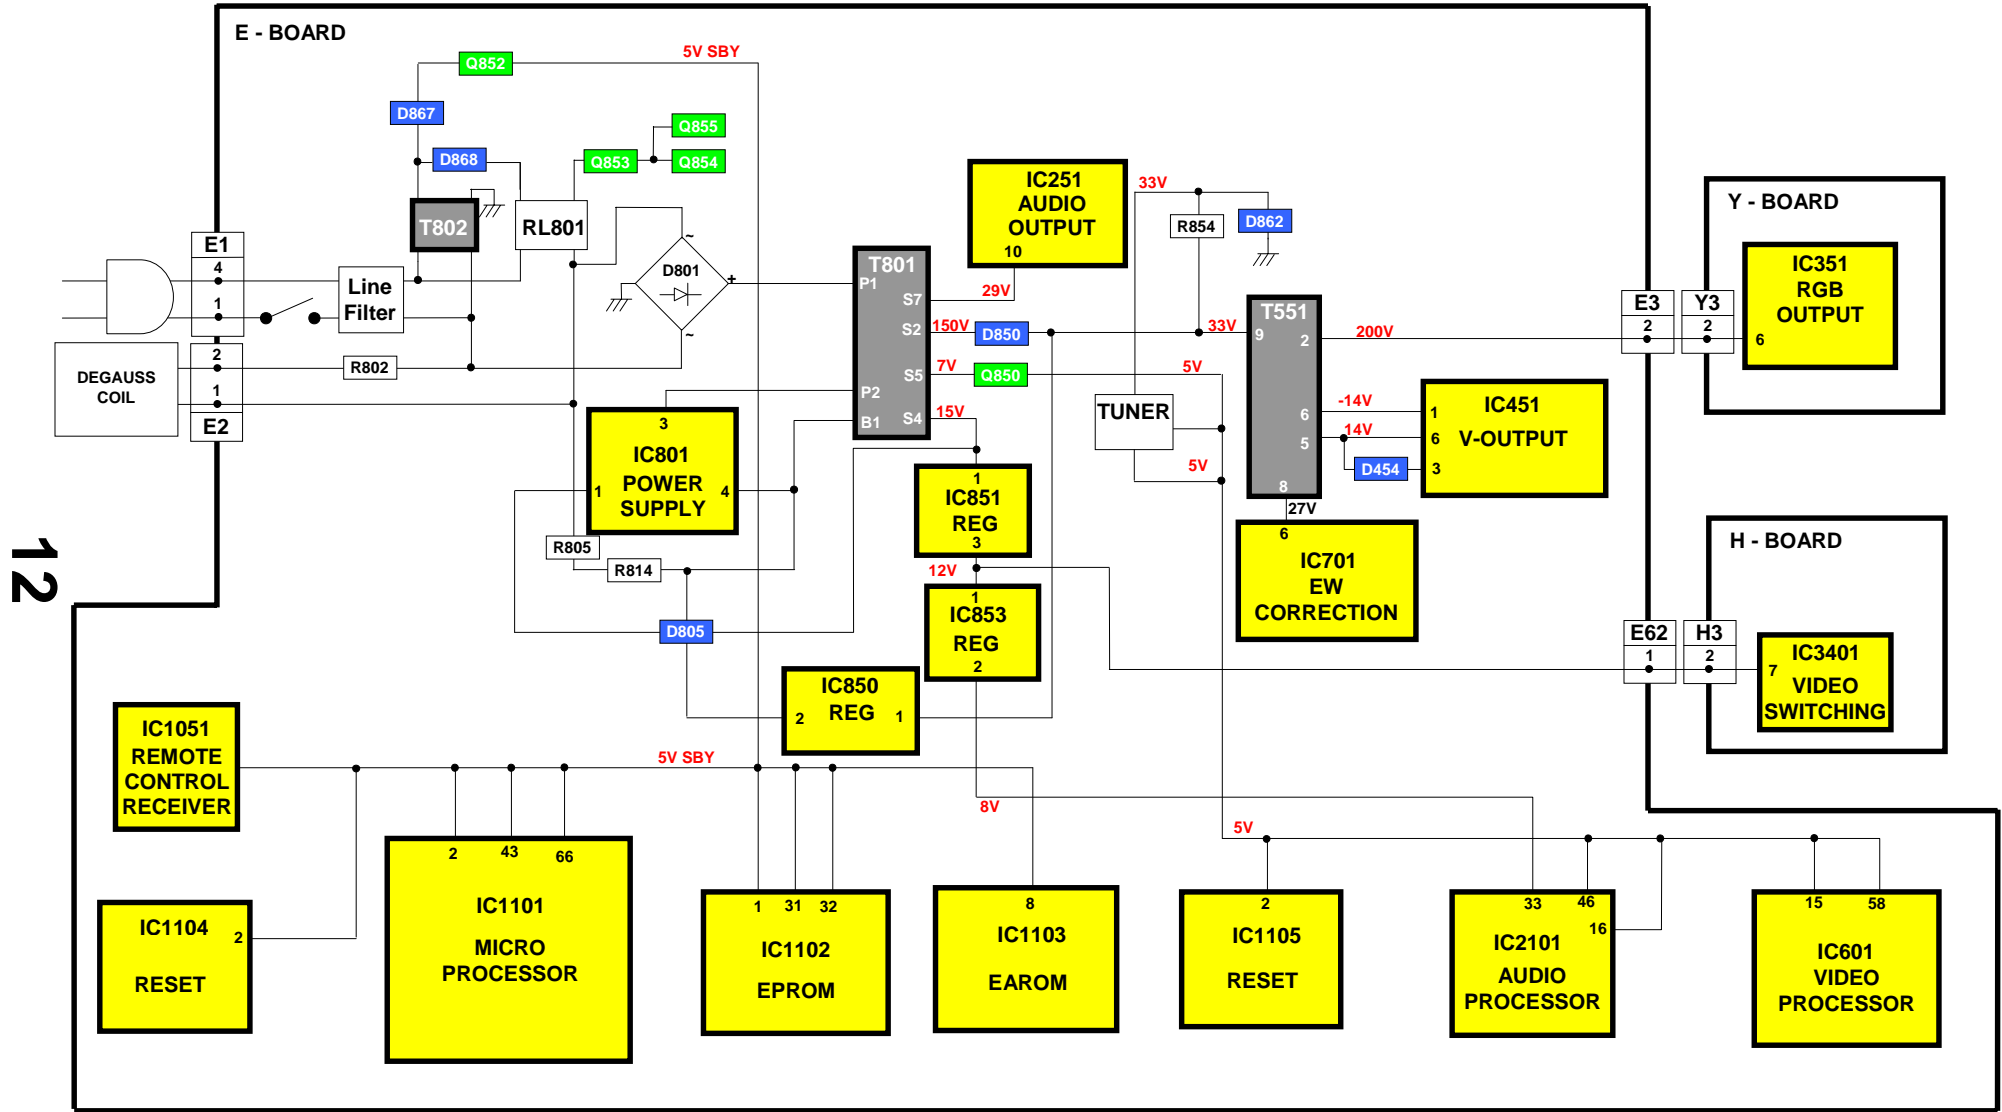 E - BOARD
5V SBY
Q852
D867
Q855
D868
Q853
Q854
T802
RL801
IC251
AUDIO
OUTPUT
10
33V
R854
D862
Y - BOARD
IC351
RGB
OUTPUT
6
E1
4
1
Line
Filter
~
D801
+
~
T801
P1
S7
S2
S5
P2
S4
B1
29V
150V
D850
33V
7V
Q850
5V
15V
T551
9
2
6
5
8
200V
E3
2
Y3
2
DEGAUSS
COIL
2
1
E2
R802
TUNER
5V
-14V
14V
D454
1
6
3
IC451
V-OUTPUT
27V
3
IC801
POWER
SUPPLY
1
4
1
IC851
REG
3
R805
R814
12V
6
IC701
EW
CORRECTION
H - BOARD
12
1
IC853
REG
2
D805
E62
1
H3
2
7
IC3401
VIDEO
SWITCHING
IC850
REG
2
1
IC1051
REMOTE
CONTROL
RECEIVER
5V SBY
8V
5V
2
43
66
IC1101
MICRO
PROCESSOR
IC1104
2
RESET
1
31
32
IC1102
EPROM
8
IC1103
EAROM
2
IC1105
RESET
33
46
16
IC2101
AUDIO
PROCESSOR
15
58
IC601
VIDEO
PROCESSOR